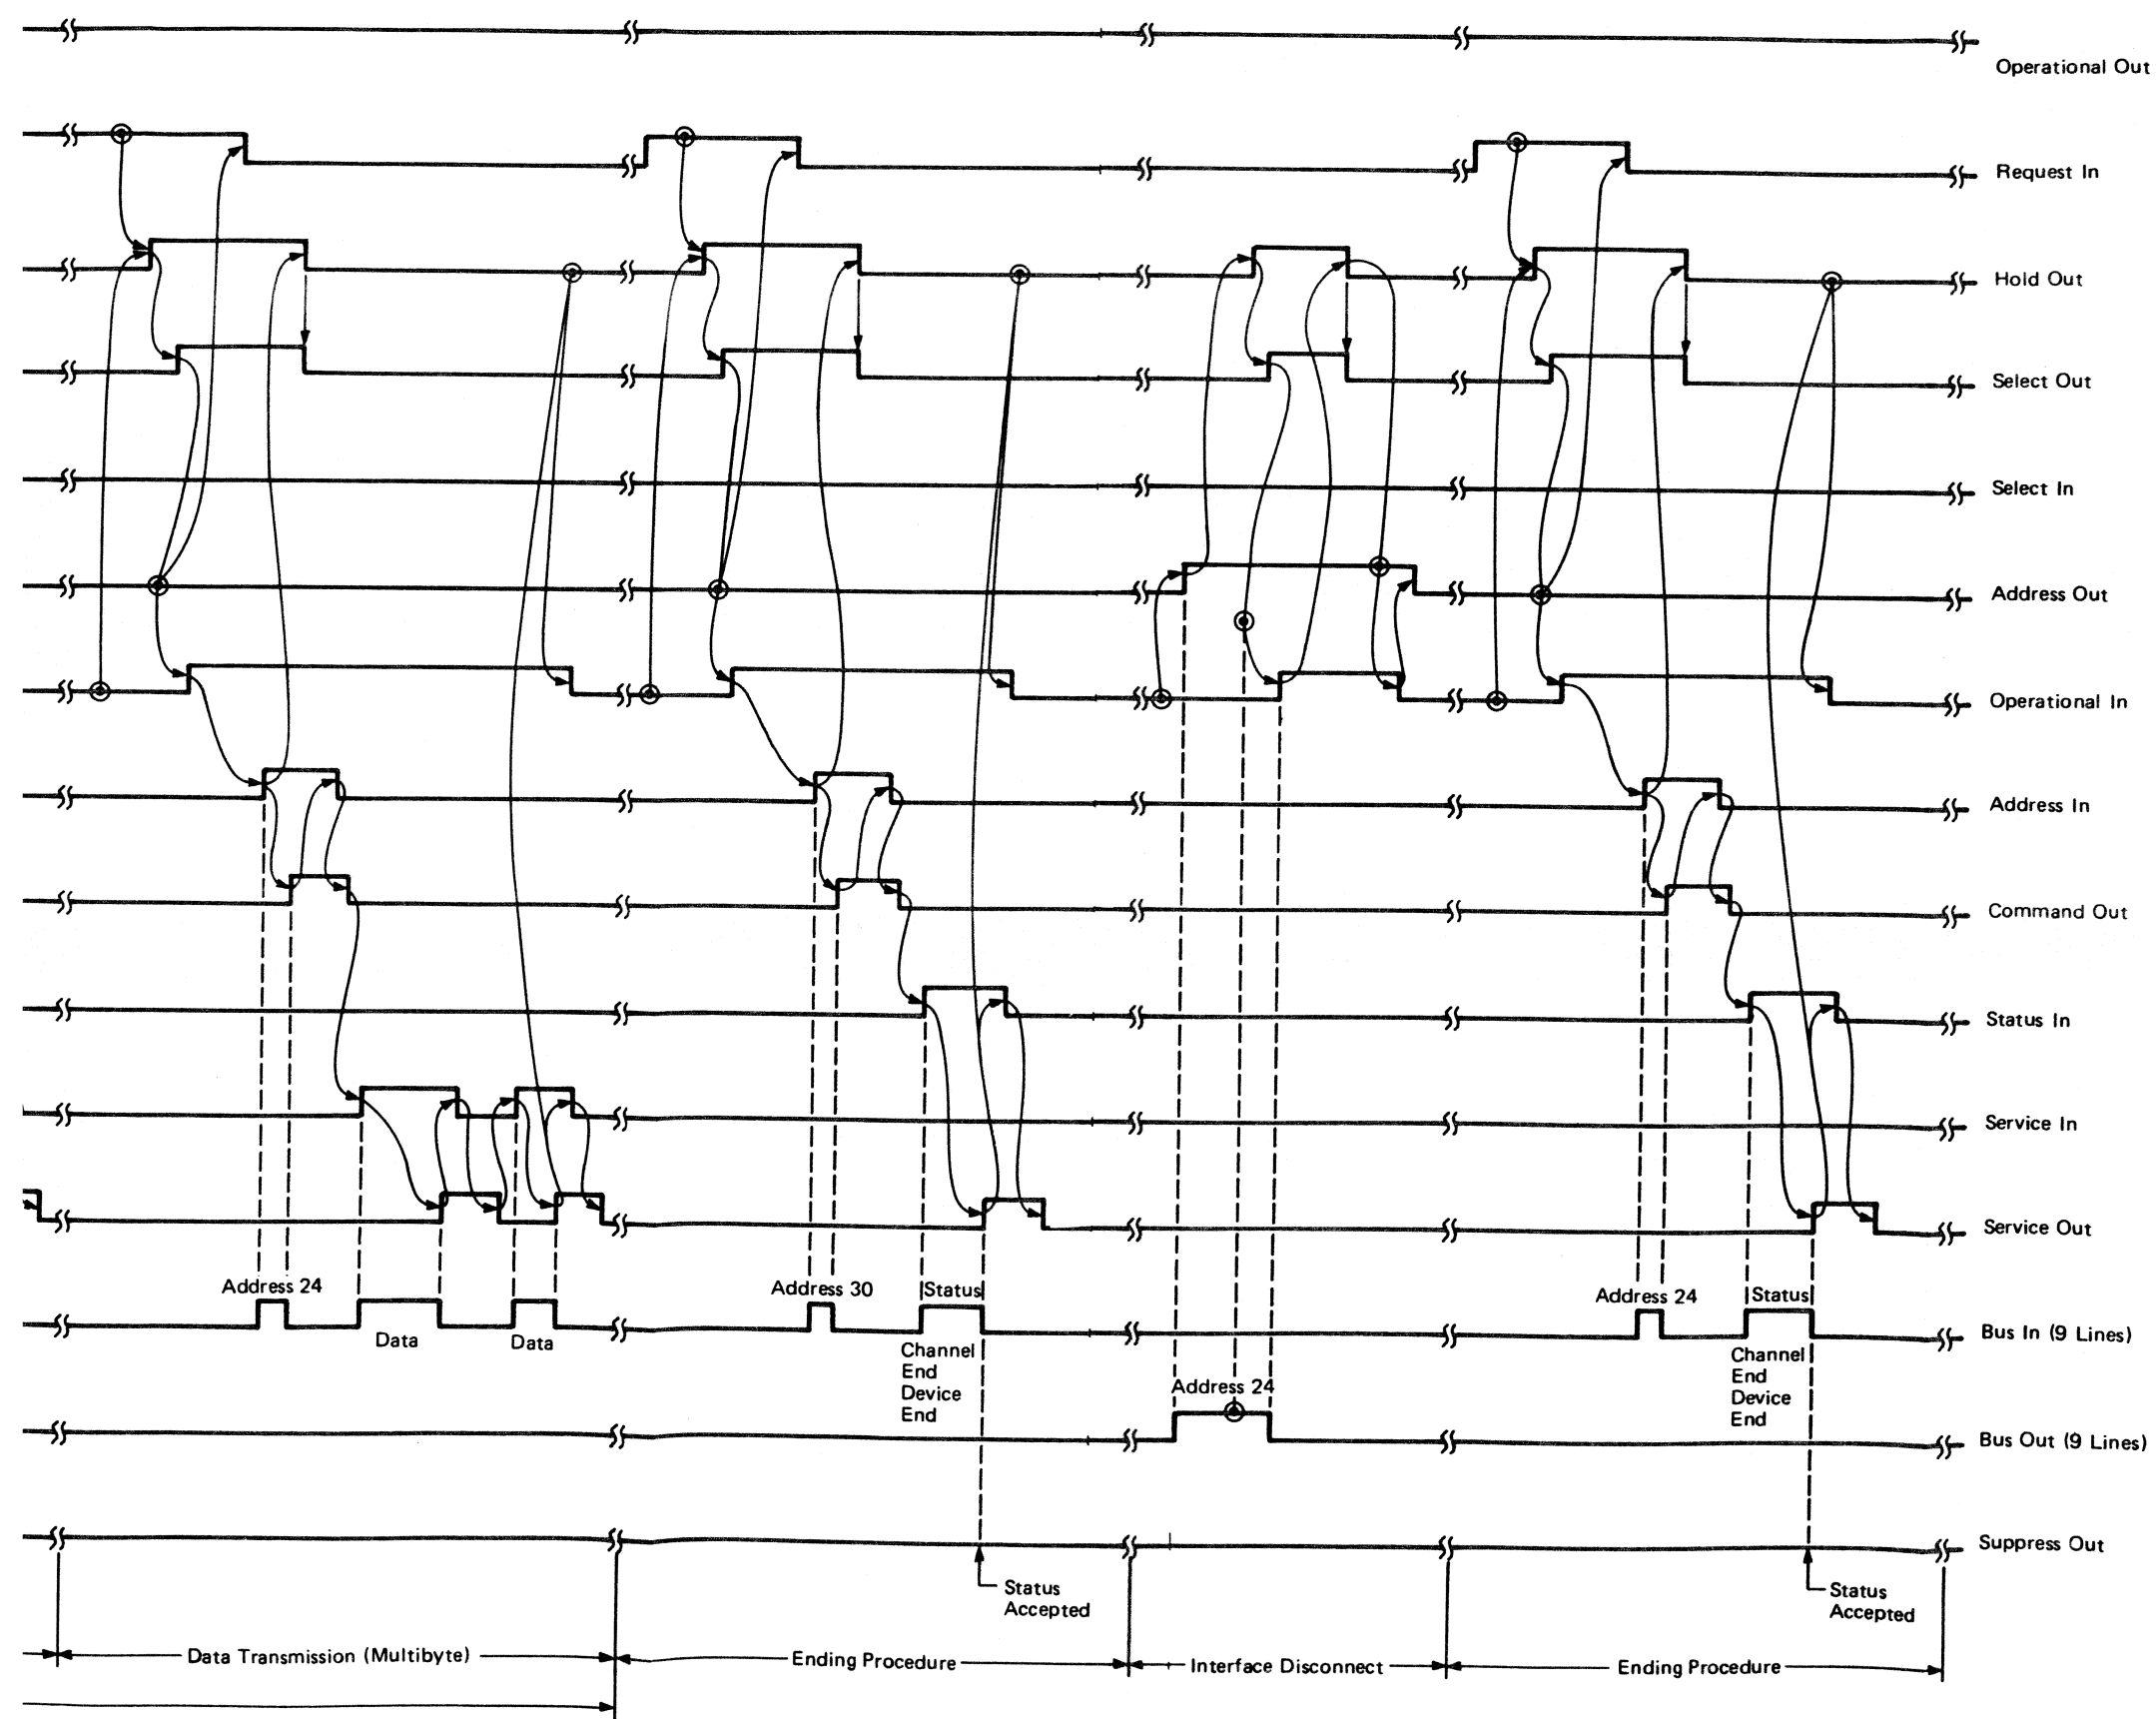 Operational Out
Request In
Hold Out
Select Out
Select In
Address Out
Operational In
Address In
Command Out
Status In
Service In
Service Out
Address 24
Address 30
Status
Address 24
Status
Data
Data
Bus In (9 Lines)
Channel
End
Device
End
Channel
End
Device
End
Address 24
Bus Out (9 Lines)
Suppress Out
Status
Accepted
Status
Accepted
Data Transmission (Multibyte)
Ending Procedure
Interface Disconnect
Ending Procedure